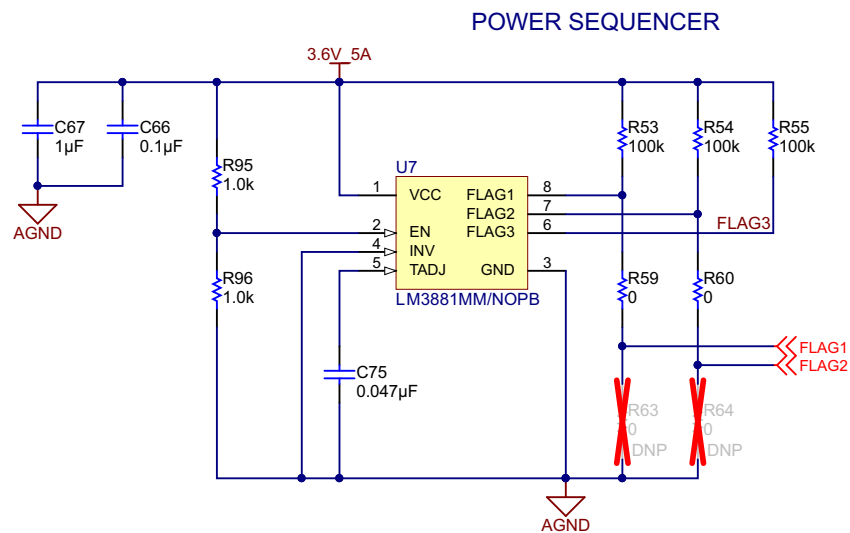 POWER SEQUENCER
3.6V_5A
C67
1µF
C66
0.1µF
AGND
R95
1.0k
R96
1.0k
U7
1
VCC
2
EN
4
INV
5
TADJ
FLAG1
8
FLAG2
7
FLAG3
6
GND
3
LM3881MM/NOPB
C75
0.047µF
R53
100k
R54
100k
R55
100k
FLAG3
R59
0
R60
0
FLAG1
FLAG2
R63
0
DNP
R64
0
DNP
AGND